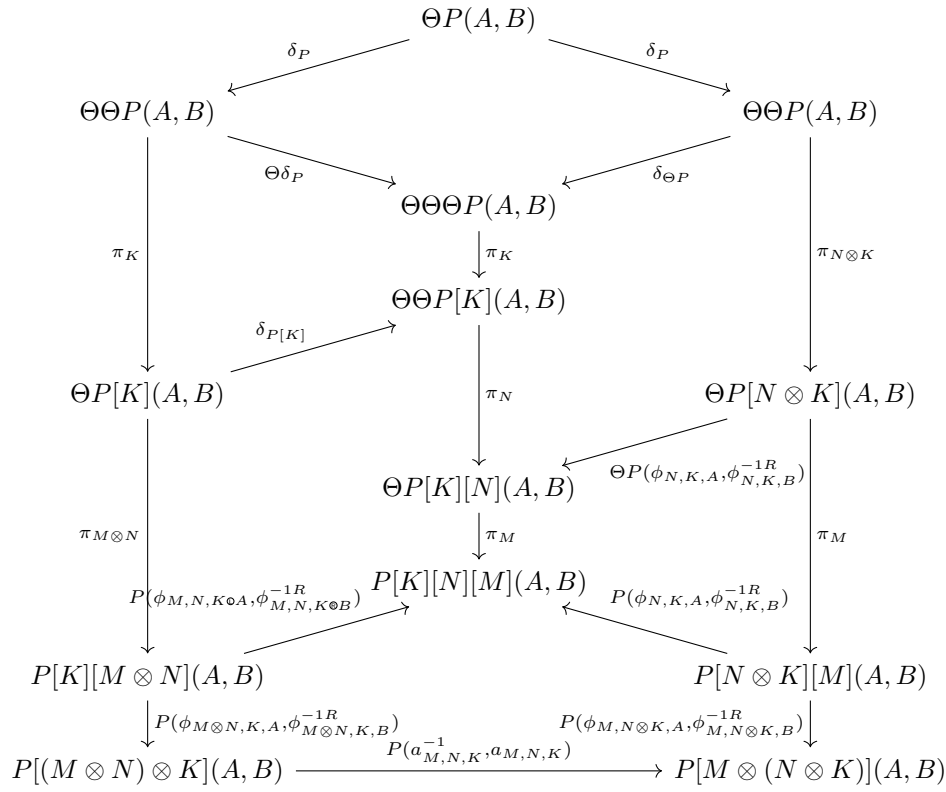 ΘP(A, B)
δ_P δ_P
ΘΘP(A, B) ΘΘP(A, B)
Θδ_P δ_{ΘP}
ΘΘΘP(A, B)
π_K π_K π_{N⊗K}
ΘΘP[K](A, B)
δ_{P[K]}
ΘP[K](A, B) π_N ΘP[N ⊗ K](A, B)
ΘP(ϕ_{N,K,A},ϕ^{-1R}_{N,K,B})
ΘP[K][N](A, B)
π_{M⊗N} π_M π_M
P[K][N][M](A, B)
P(ϕ_{M,N,K⦸A},ϕ^{-1R}_{M,N,K⊚B}) P(ϕ_{N,K,A},ϕ^{-1R}_{N,K,B})
P[K][M ⊗ N](A, B) P[N ⊗ K][M](A, B)
P(ϕ_{M⊗N,K,A},ϕ^{-1R}_{M⊗N,K,B}) P(ϕ_{M,N⊗K,A},ϕ^{-1R}_{M,N⊗K,B})
P(a^{-1}_{M,N,K},a_{M,N,K})
P[(M ⊗ N) ⊗ K](A, B) P[M ⊗ (N ⊗ K)](A, B)